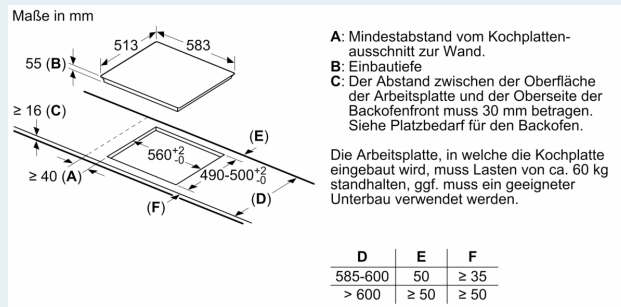 Maße in mm
513
583
55 (B)
≥ 16 (C)
(E)
560+2-0
490-500+2-0
≥ 40 (A)
(D)
(F)
A: Mindestabstand vom Kochplatten-
ausschnitt zur Wand.
B: Einbautiefe
C: Der Abstand zwischen der Oberfläche
der Arbeitsplatte und der Oberseite der
Backofenfront muss 30 mm betragen.
Siehe Platzbedarf für den Backofen.
Die Arbeitsplatte, in welche die Kochplatte
eingebaut wird, muss Lasten von ca. 60 kg
standhalten, ggf. muss ein geeigneter
Unterbau verwendet werden.
D E F
585-600 50 ≥ 35
> 600 ≥ 50 ≥ 50